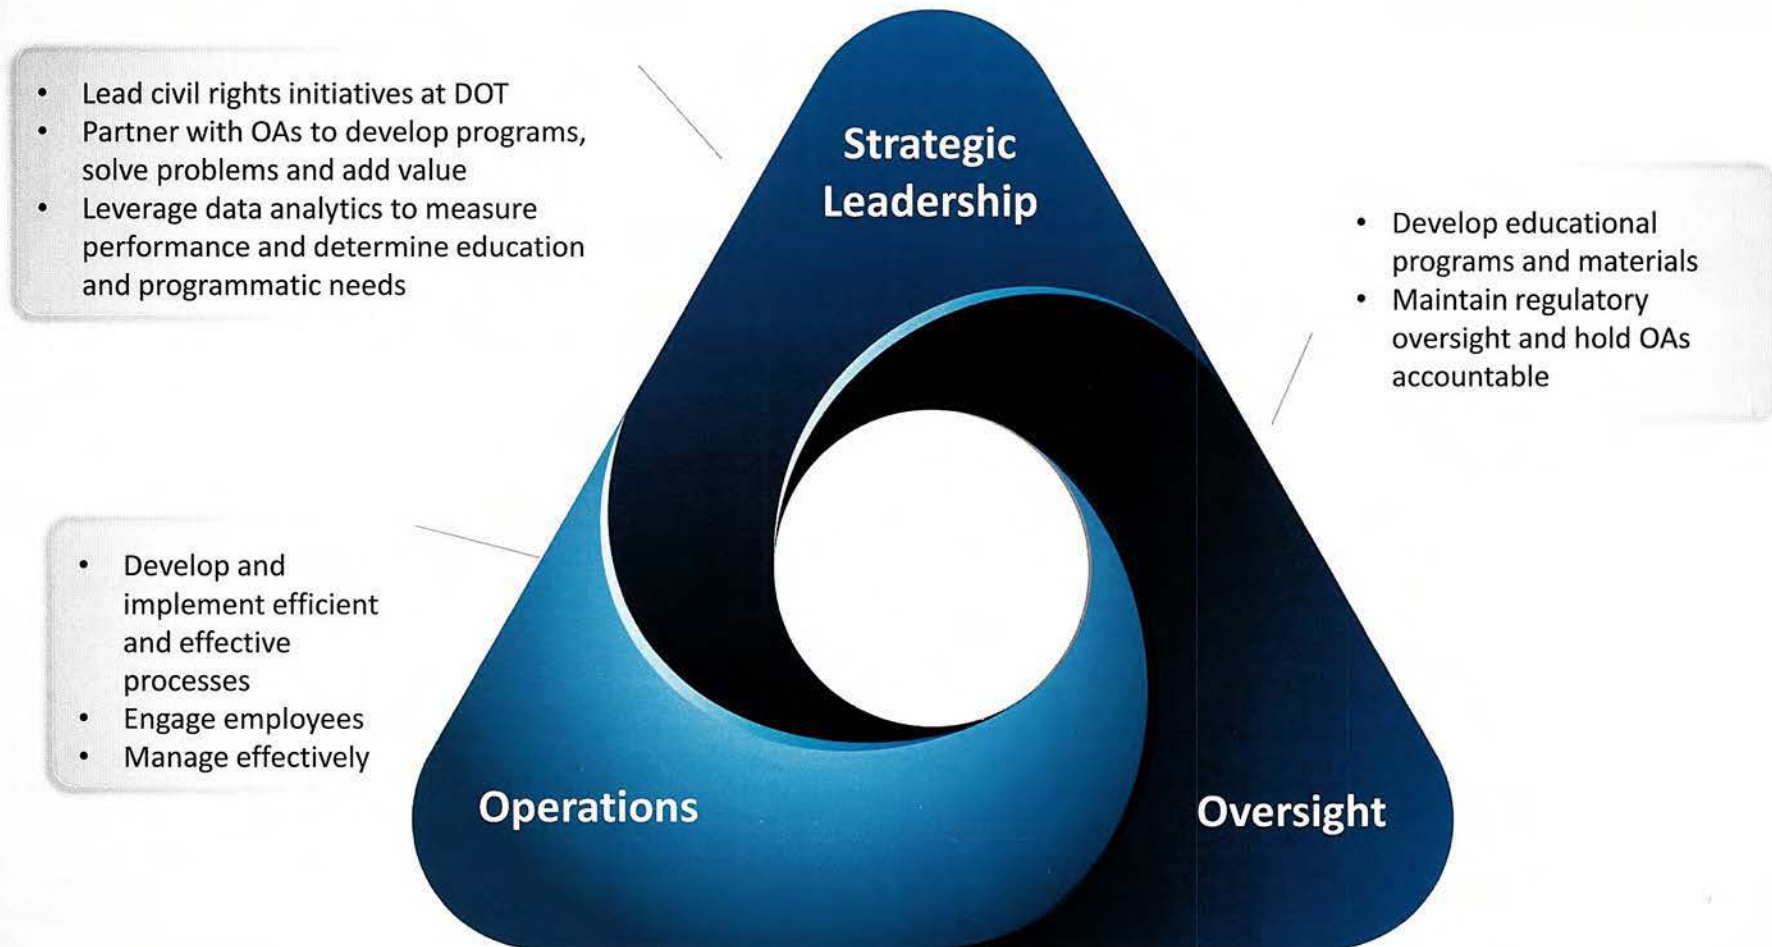 • Lead civil rights initiatives at DOT
• Partner with OAs to develop programs,
solve problems and add value
• Leverage data analytics to measure
performance and determine education
and programmatic needs
Strategic
Leadership
• Develop educational
programs and materials
• Maintain regulatory
oversight and hold OAs
accountable
• Develop and
implement efficient
and effective
processes
• Engage employees
• Manage effectively
Operations
Oversight